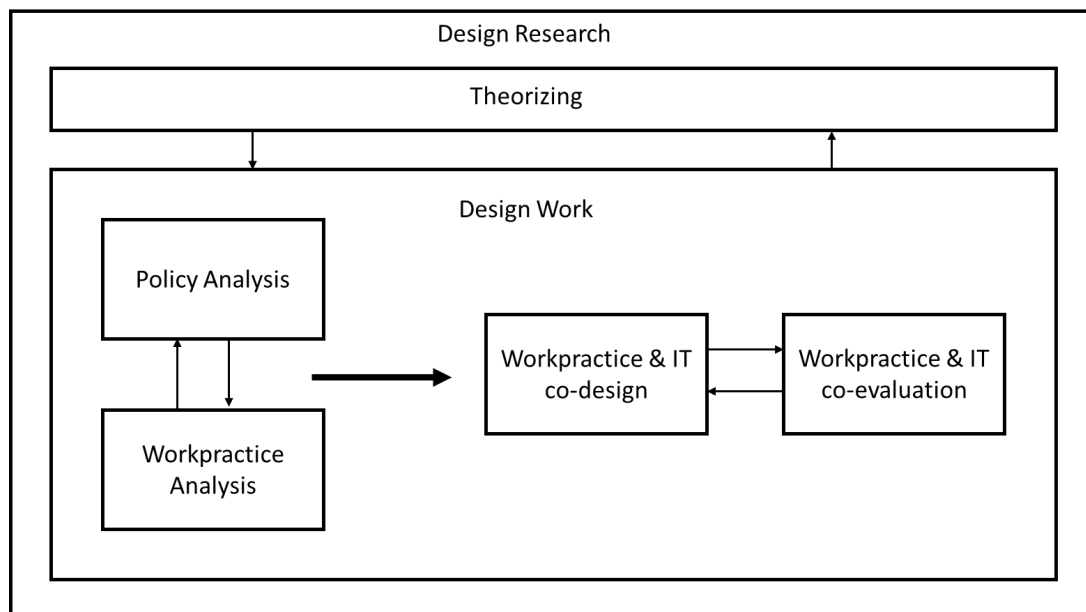 Design Research
Theorizing
Design Work
Policy Analysis
Workpractice
Analysis
Workpractice & IT
co-design
Workpractice & IT
co-evaluation